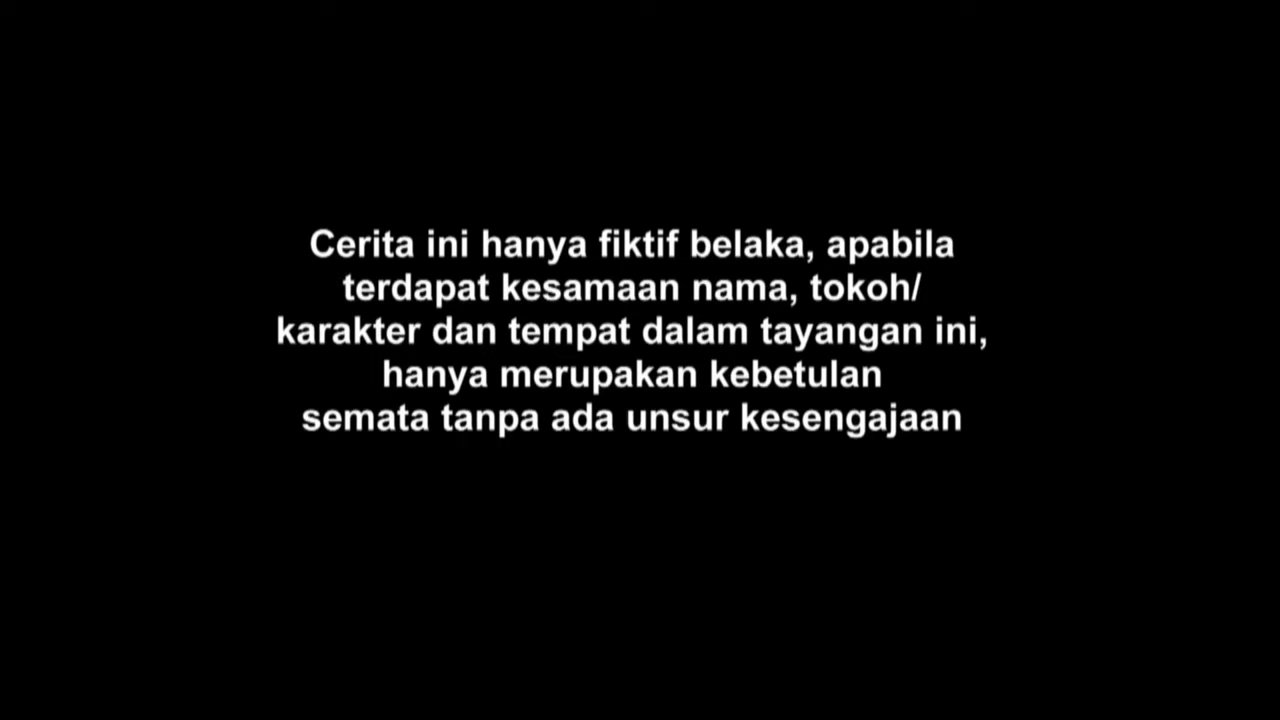 Cerita ini hanya fiktif belaka, apabila
terdapat kesamaan nama, tokoh/
karakter dan tempat dalam tayangan ini,
hanya merupakan kebetulan
semata tanpa ada unsur kesengajaan